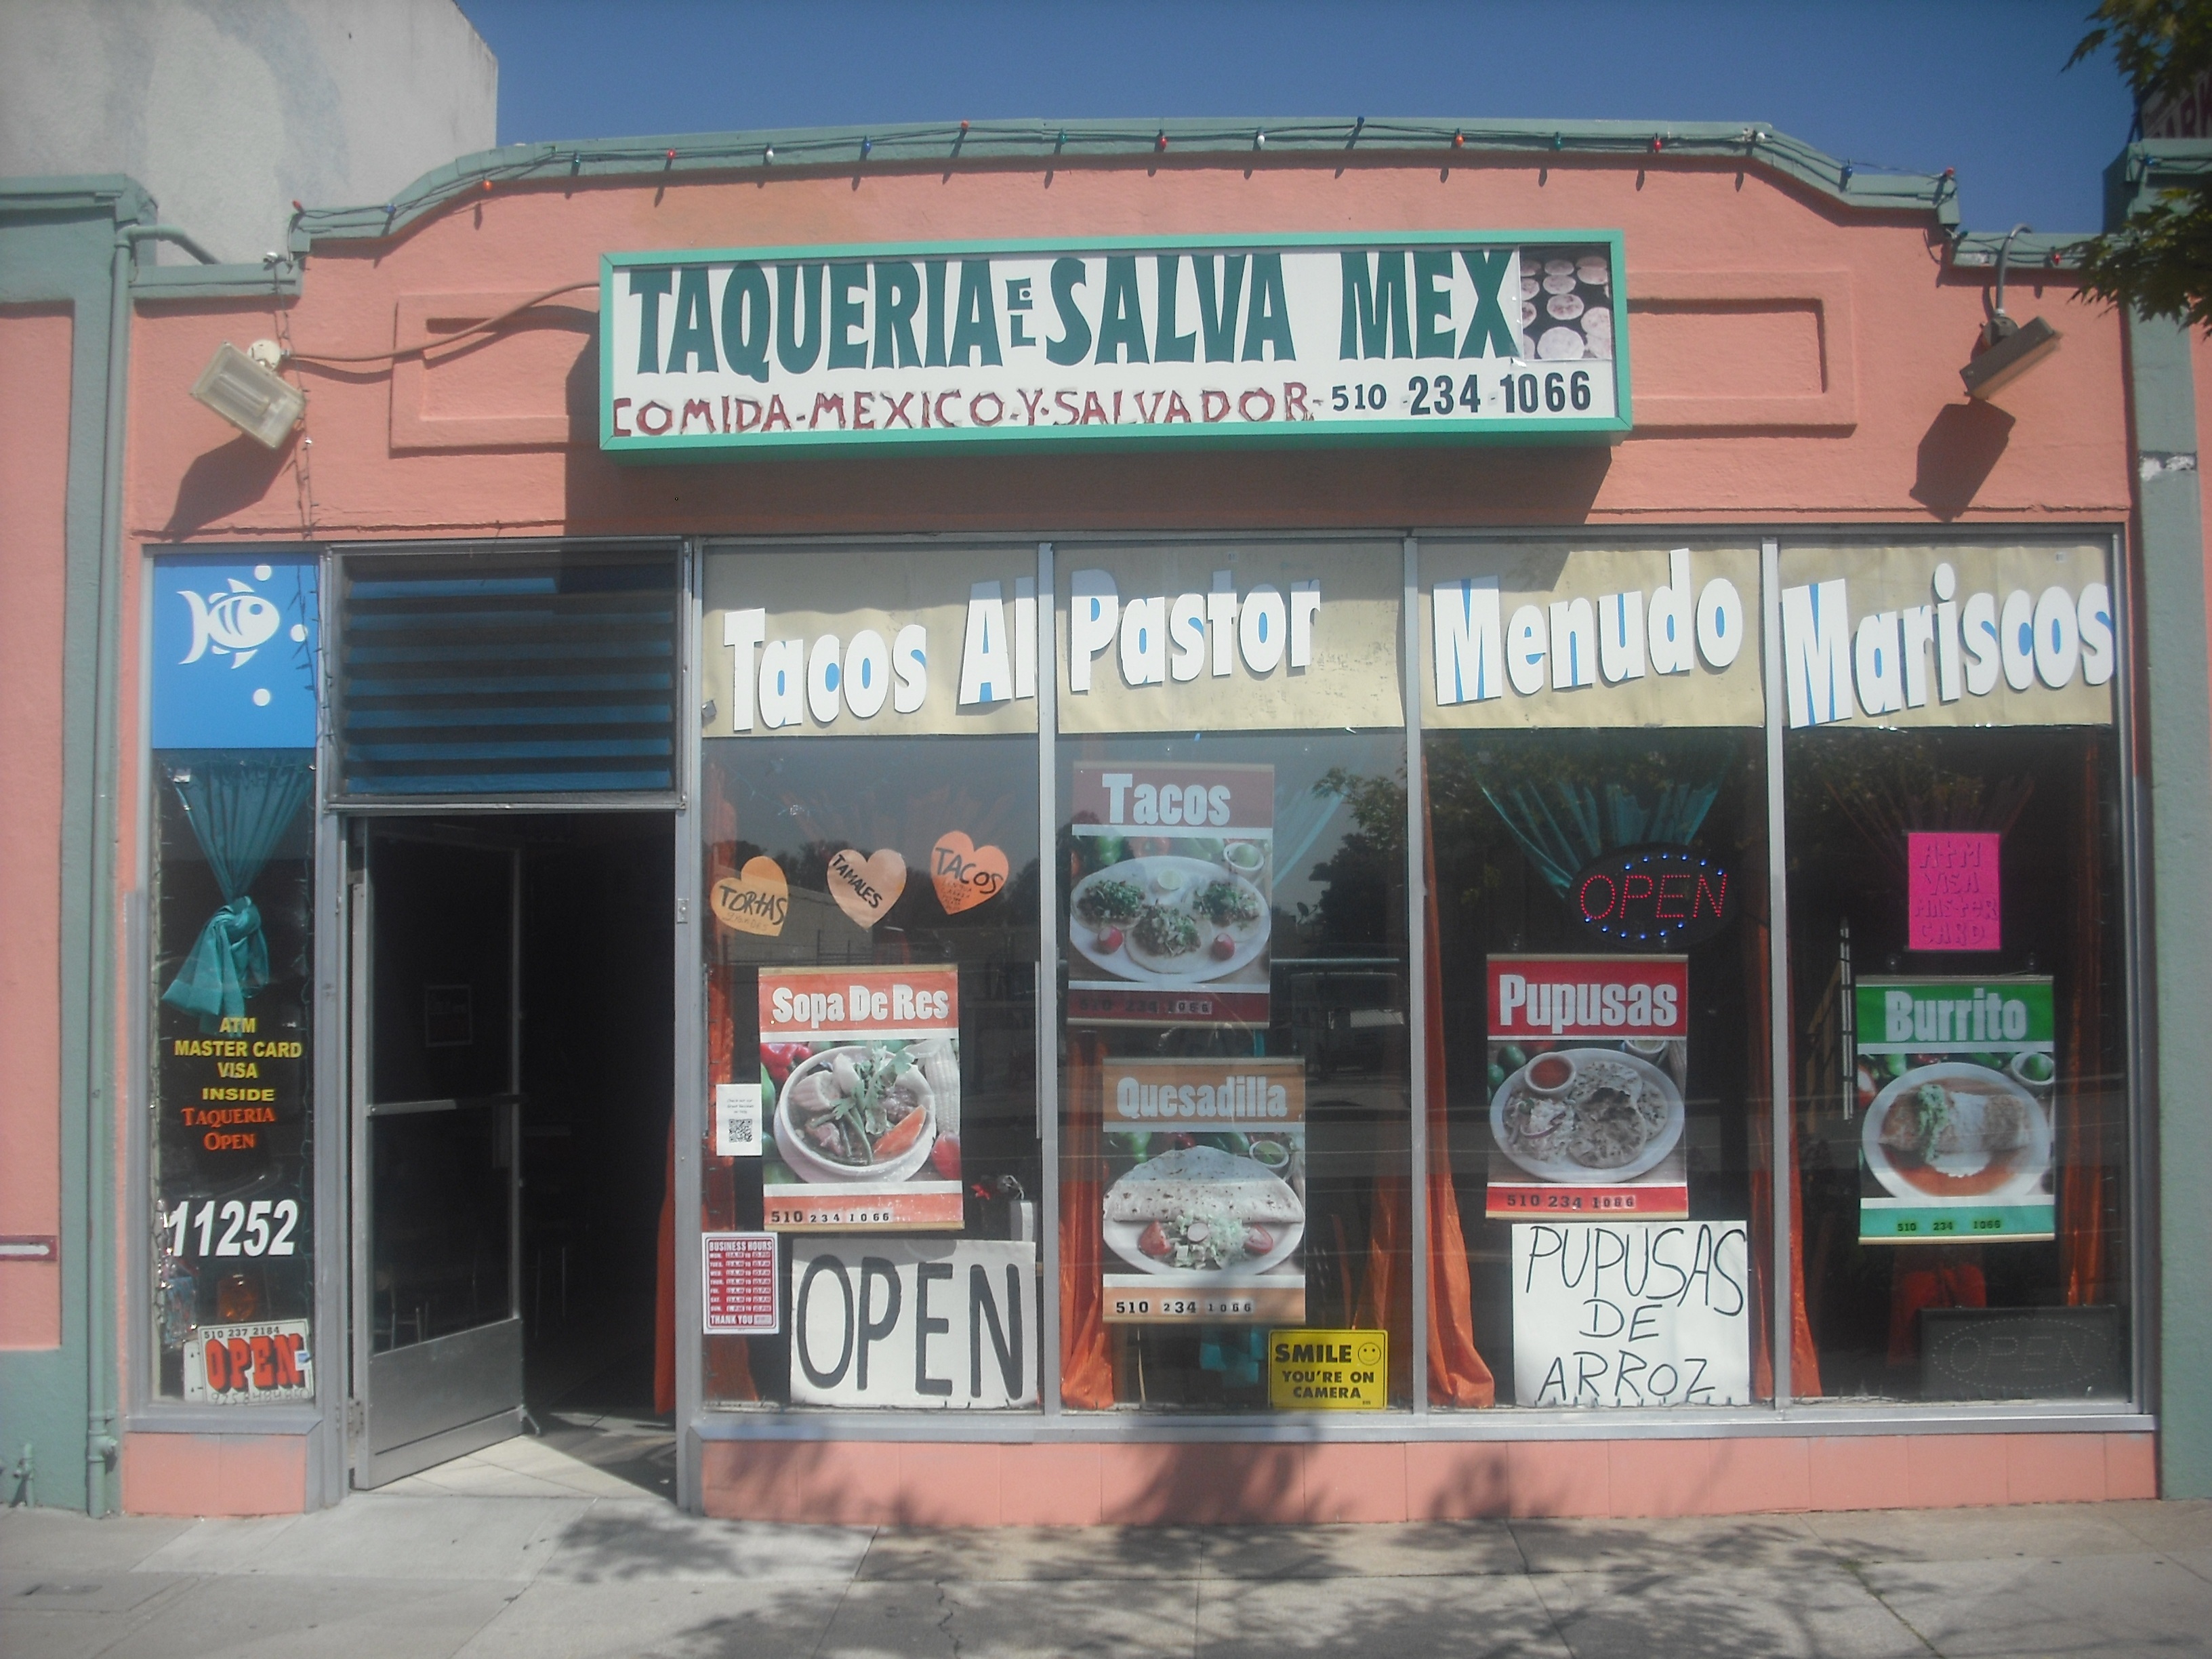 TAQUERIA EL SALVA MEX
COMIDA-MEXICO-Y-SALVADOR-510-234-1066
Tacos Al Pastor Menudo Mariscos
TORTAS
TAMALES
TACOS
Tacos
510 234 1066
OPEN
ATM
VISA
MASTER
CARD
Sopa De Res
510 234 1066
Quesadilla
510 234 1066
Pupusas
510 234 1066
Burrito
510 234 1066
ATM
MASTER CARD
VISA
INSIDE
TAQUERIA
OPEN
11252
510 237 2184
OPEN
BUSINESS HOURS
THANK YOU
OPEN
SMILE
YOU'RE ON
CAMERA
PUPUSAS
DE
ARROZ
OPEN